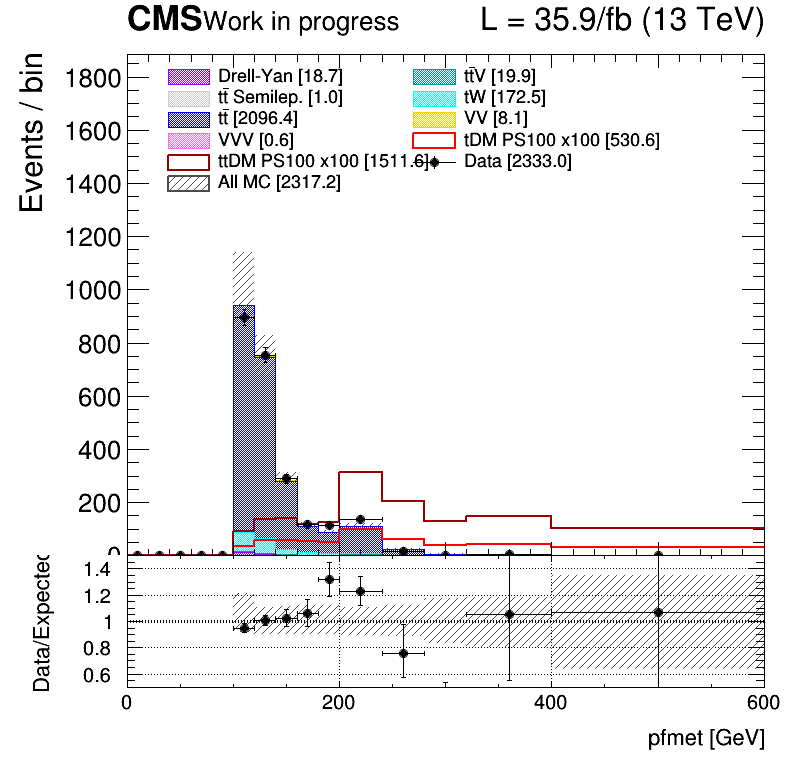 CMS Work in progress L = 35.9/fb (13 TeV)
Events / bin
1800
1600
1400
1200
1000
800
600
400
200
0
Drell-Yan [18.7] tt̄V [19.9]
tt̄ Semilep. [1.0] tW [172.5]
tt̄ [2096.4] VV [8.1]
VVV [0.6] tDM PS100 x100 [530.6]
ttDM PS100 x100 [1511.6] Data [2333.0]
All MC [2317.2]
Data/Expected
1.4
1.2
1
0.8
0.6
0 200 400 600
pfmet [GeV]